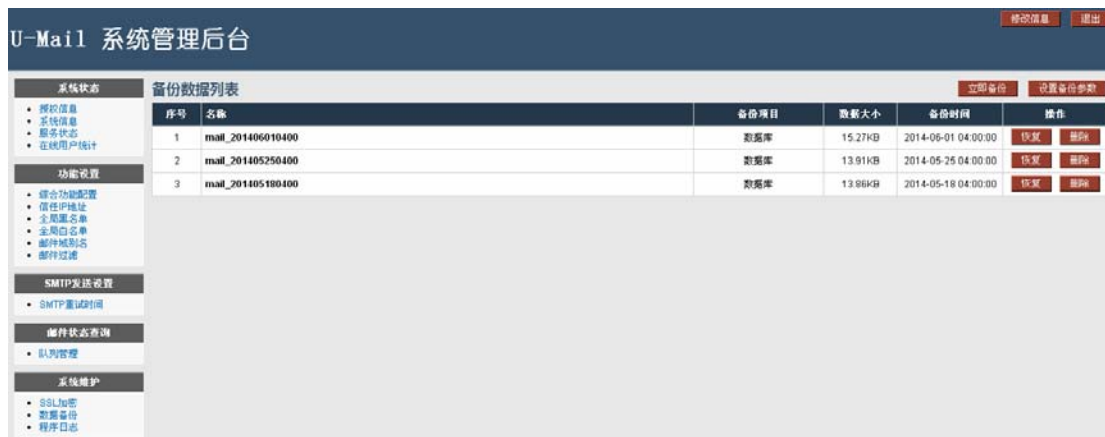 修改信息 退出
U-Mail 系统管理后台
系统状态
授权信息
系统信息
服务状态
在线用户统计
功能设置
综合功能配置
信任IP地址
全局黑名单
全局白名单
邮件域别名
邮件过滤
SMTP发送设置
SMTP重试时间
邮件状态查询
队列管理
系统维护
SSL加密
数据备份
程序日志
备份数据列表 立即备份 设置备份参数
序号 名称 备份项目 数据大小 备份时间 操作
1 mail_201406010400 数据库 15.27KB 2014-06-01 04:00:00 恢复 删除
2 mail_201405250400 数据库 13.91KB 2014-05-25 04:00:00 恢复 删除
3 mail_201405180400 数据库 13.86KB 2014-05-18 04:00:00 恢复 删除